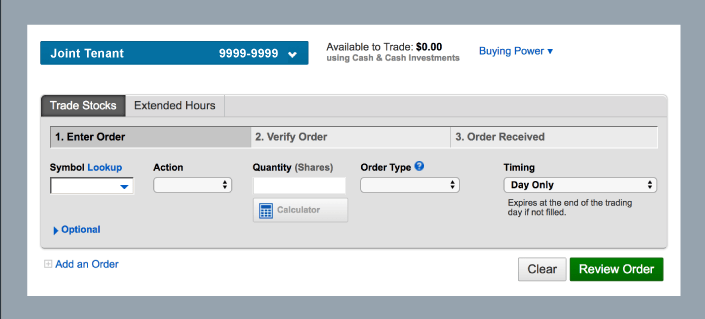 Joint Tenant 9999-9999
Available to Trade: $0.00
using Cash & Cash Investments
Buying Power
Trade Stocks Extended Hours
1. Enter Order 2. Verify Order 3. Order Received
Symbol Lookup Action Quantity (Shares) Order Type ? Timing
Day Only
Calculator
Expires at the end of the trading
day if not filled.
Optional
Add an Order
Clear Review Order